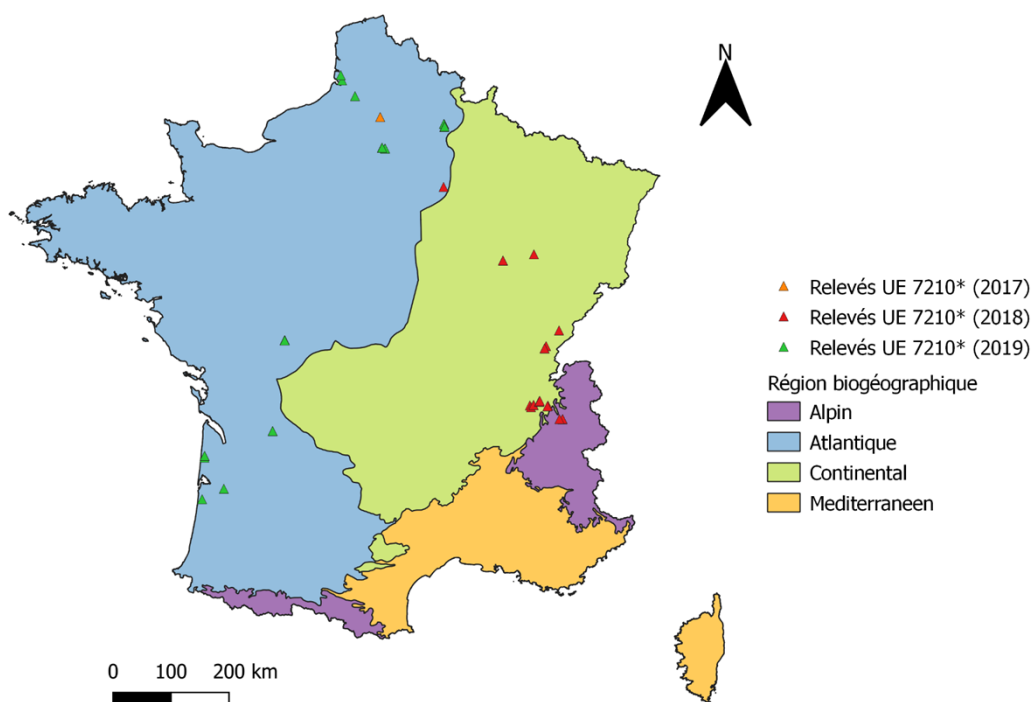 N
Relevés UE 7210* (2017)
Relevés UE 7210* (2018)
Relevés UE 7210* (2019)
Région biogéographique
Alpin
Atlantique
Continental
Mediterraneen
0 100 200 km